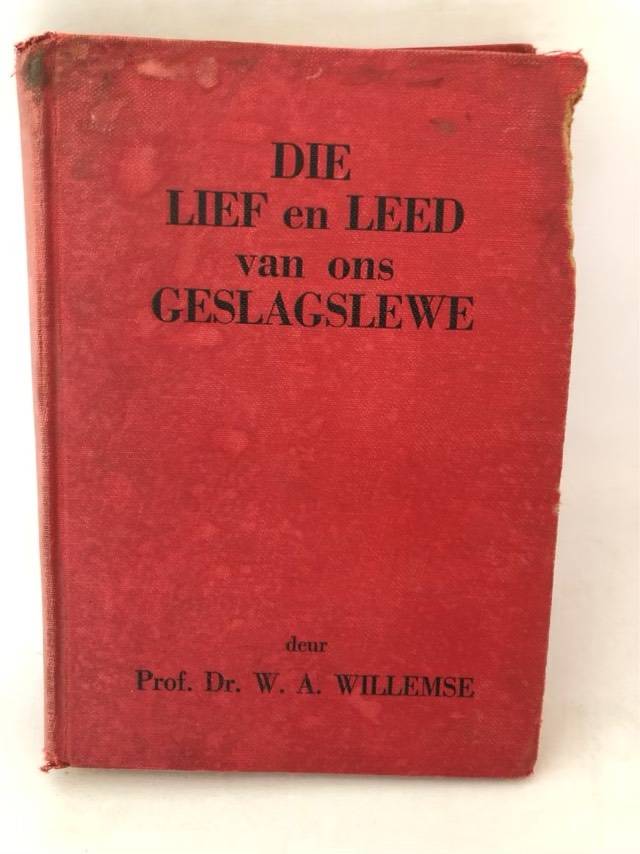 DIE
LIEF en LEED
van ons
GESLAGSLEWE
deur
Prof. Dr. W. A. WILLEMSE